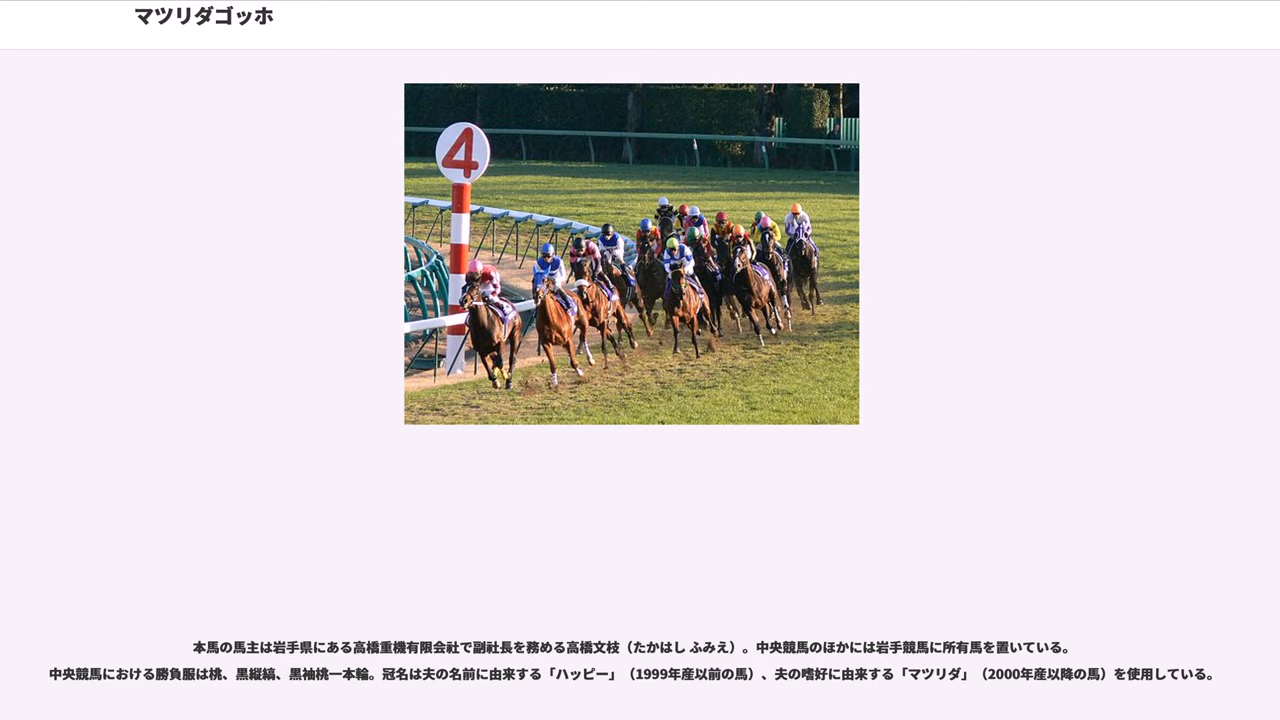 マツリダゴッホ
4
本馬の馬主は岩手県にある高橋重機有限会社で副社長を務める高橋文枝（たかはし ふみえ）。中央競馬のほかには岩手競馬に所有馬を置いている。
中央競馬における勝負服は桃、黒縦縞、黒袖桃一本輪。冠名は夫の名前に由来する「ハッピー」（1999年産以前の馬）、夫の嗜好に由来する「マツリダ」（2000年産以降の馬）を使用している。